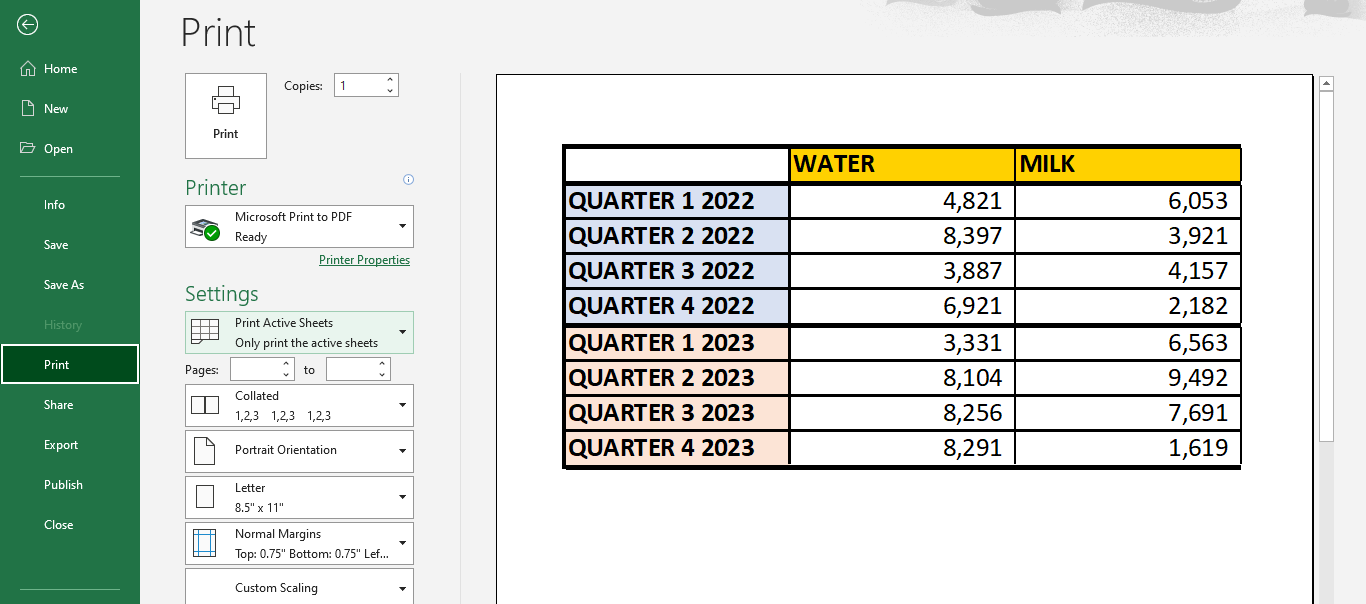 Print
Home
New
Open
Info
Save
Save As
History
Print
Share
Export
Publish
Close
Print
Copies: 1
Printer
Microsoft Print to PDF
Ready
Printer Properties
Settings
Print Active Sheets
Only print the active sheets
Pages: to
Collated
1,2,3 1,2,3 1,2,3
Portrait Orientation
Letter
8.5" x 11"
Normal Margins
Top: 0.75" Bottom: 0.75" Lef...
Custom Scaling
WATER MILK
QUARTER 1 2022 4,821 6,053
QUARTER 2 2022 8,397 3,921
QUARTER 3 2022 3,887 4,157
QUARTER 4 2022 6,921 2,182
QUARTER 1 2023 3,331 6,563
QUARTER 2 2023 8,104 9,492
QUARTER 3 2023 8,256 7,691
QUARTER 4 2023 8,291 1,619